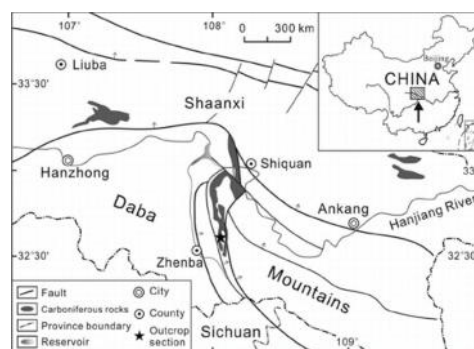 107°
108°
0 300 km
33°30'
Liuba
Shaanxi
Beijing
CHINA
Shiquan
Hanzhong
Ankang
Hanjiang River
Daba
32°30'
32°30'
Zhenba
Mountains
Sichuan
109°
Fault
City
Carboniferous rocks
County
Province boundary
Outcrop
section
Reservoir